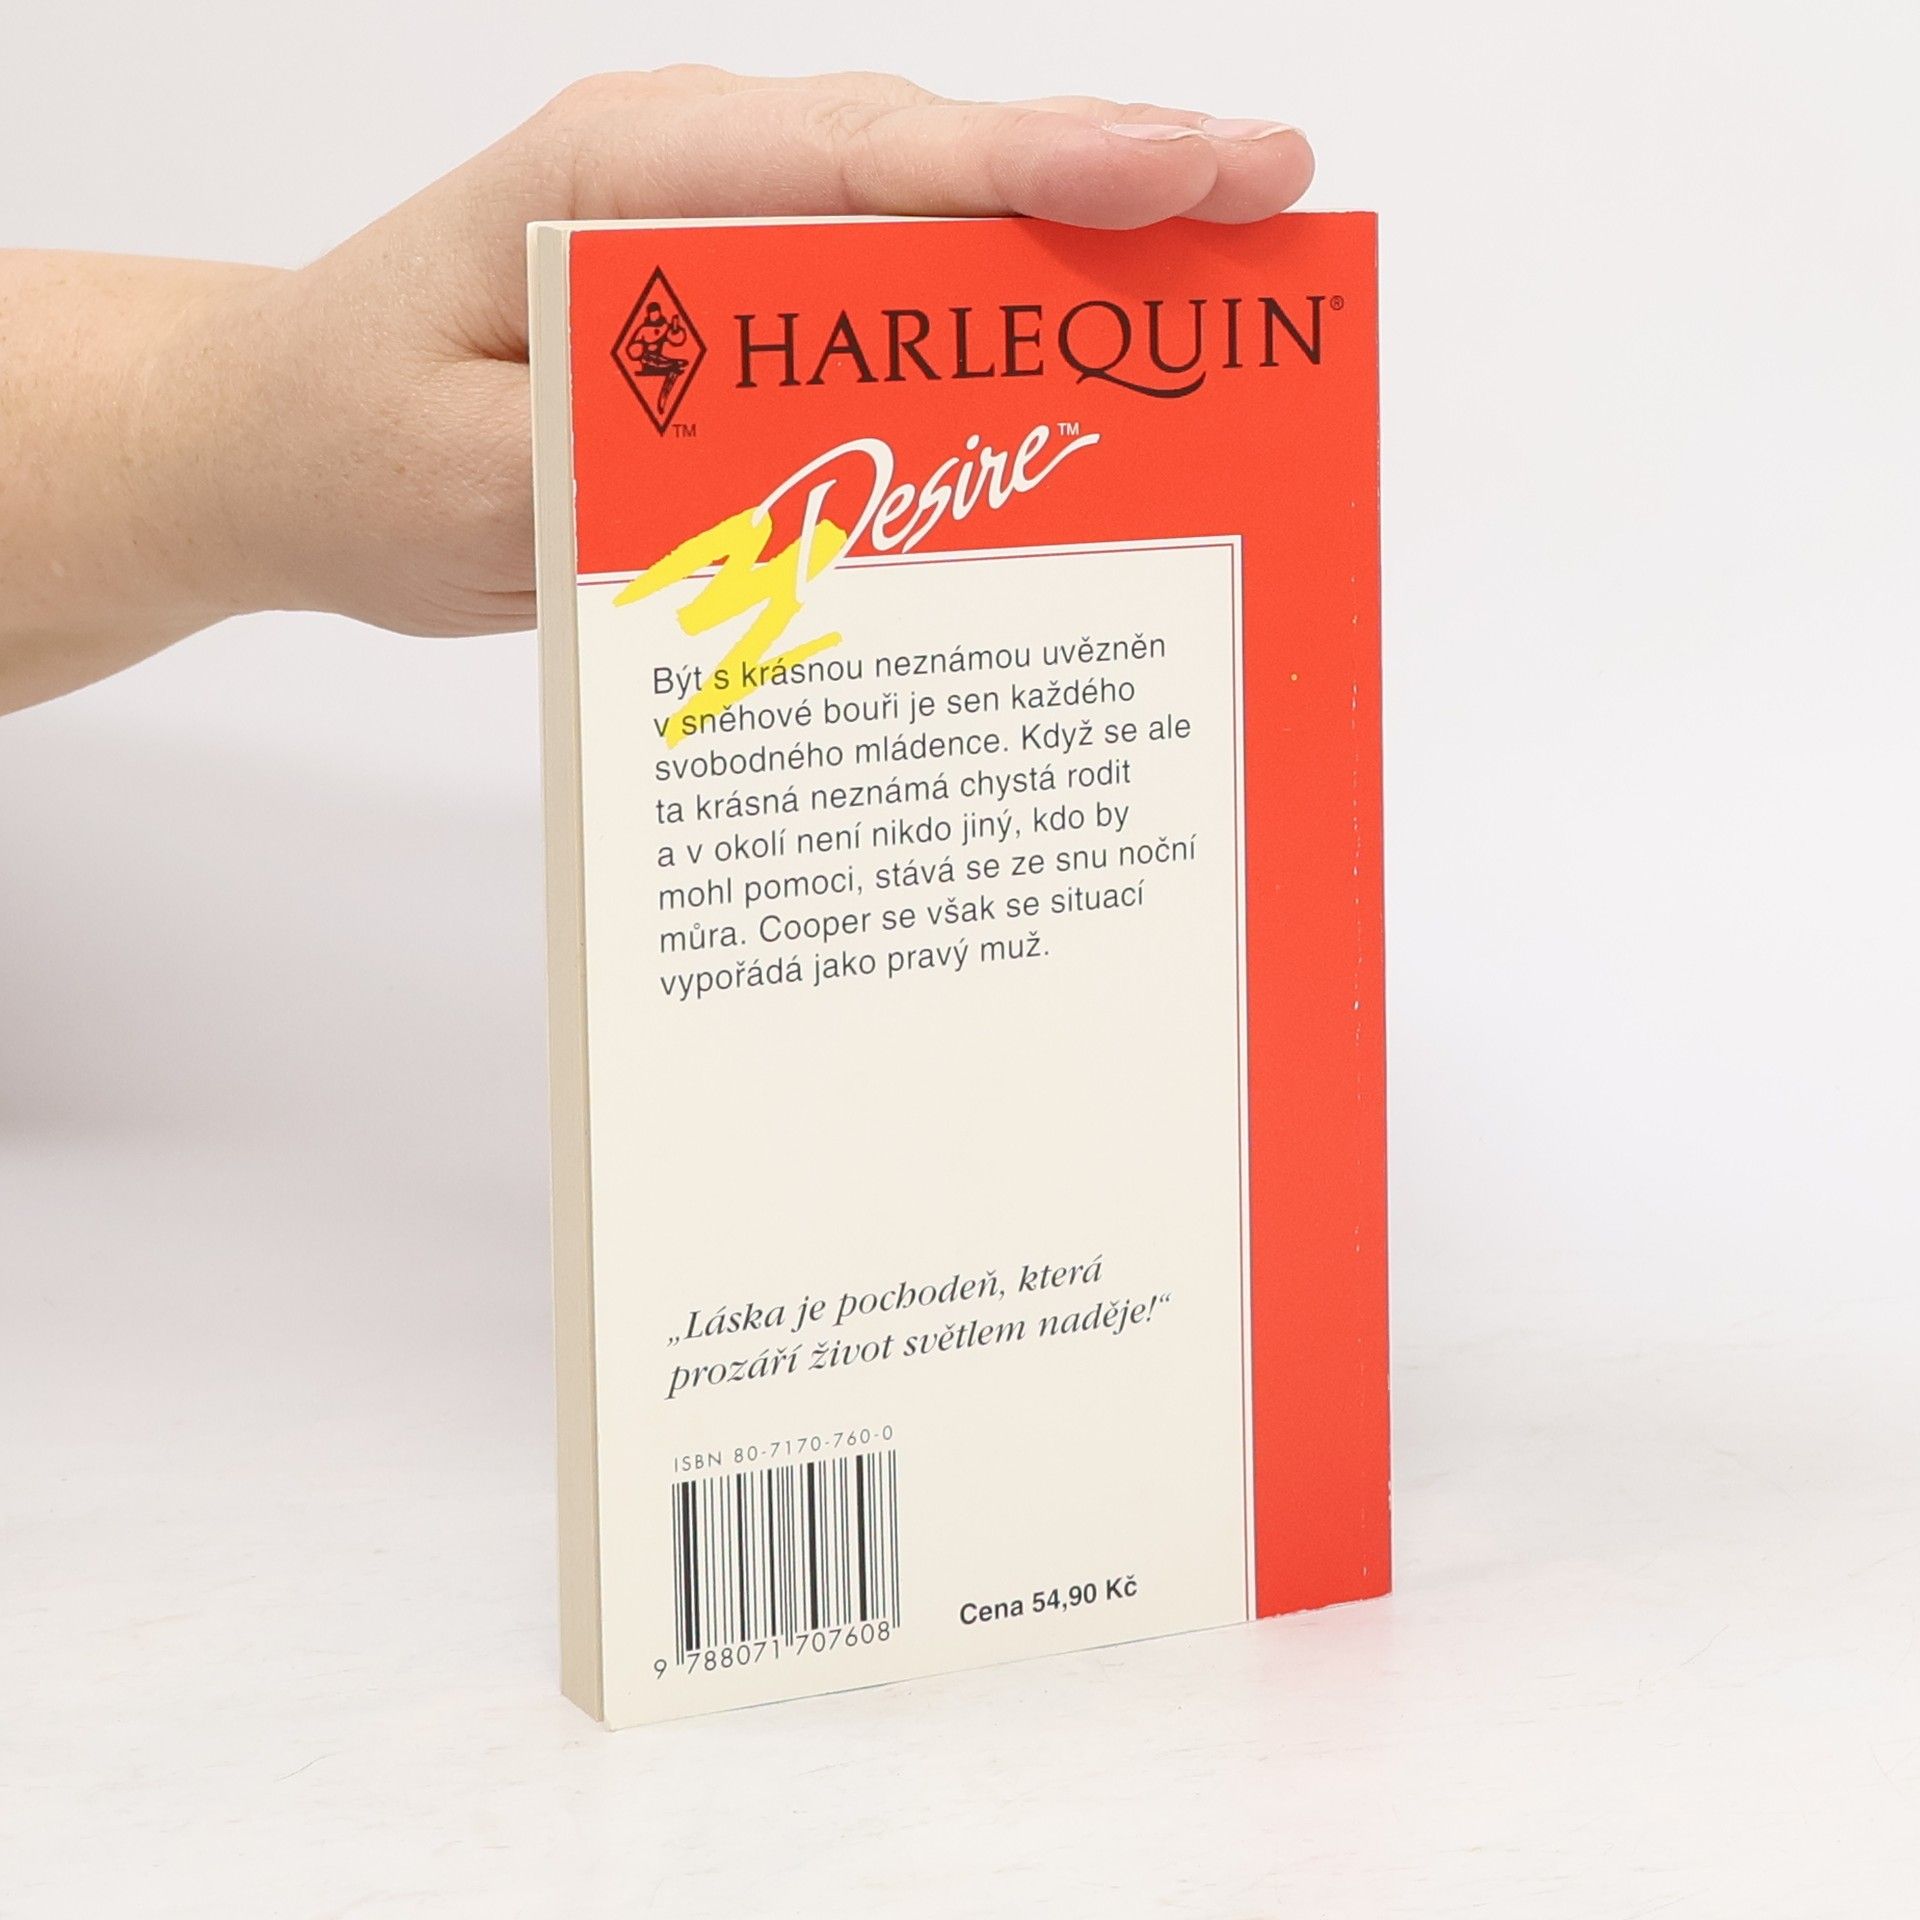 HARLEQUIN®
TM
Desire™
Být s krásnou neznámou uvězněn
v sněhové bouři je sen každého
svobodného mládence. Když se ale
ta krásná neznámá chystá rodit
a v okolí není nikdo jiný, kdo by
mohl pomoci, stává se ze snu noční
můra. Cooper se však se situací
vypořádá jako pravý muž.
„Láska je pochodeň, která
prozáří život světlem naděje!“
ISBN 80-7170-760-0
9 788071 707608
Cena 54,90 Kč